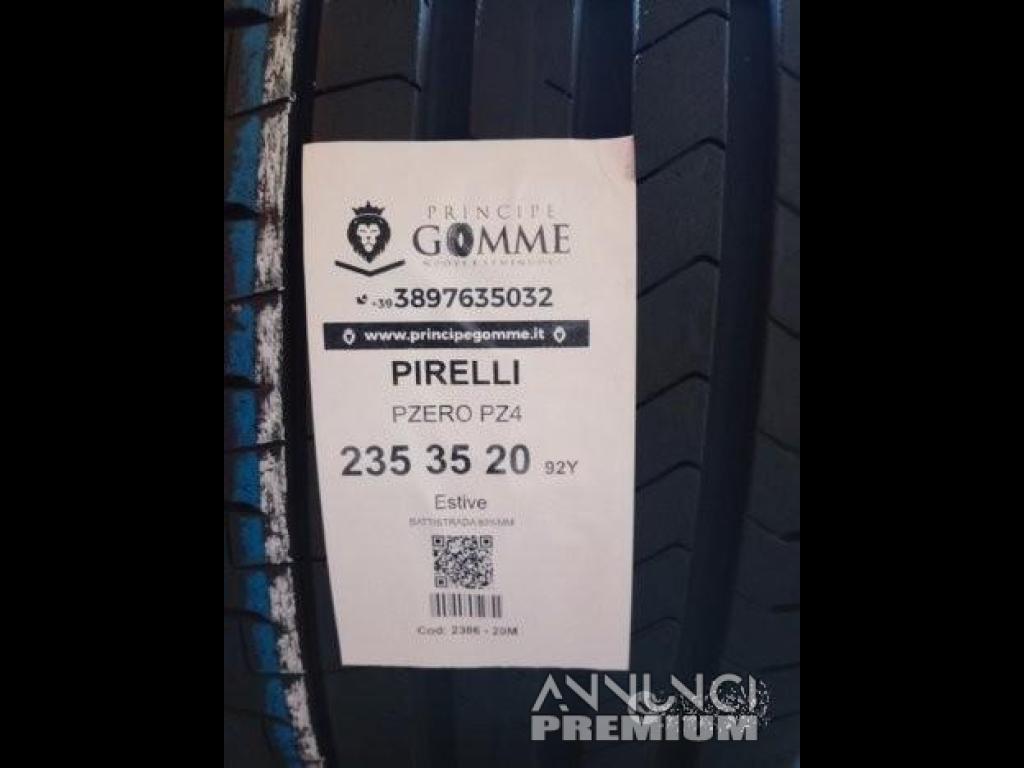 PRINCIPE
GOMME
+39 3897635032
www.principegomme.it
PIRELLI
PZERO PZ4
235 35 20 92Y
Estive
BATTISTRADA
Cod: 2386 - 20M
ANNUNCI
PREMIUM